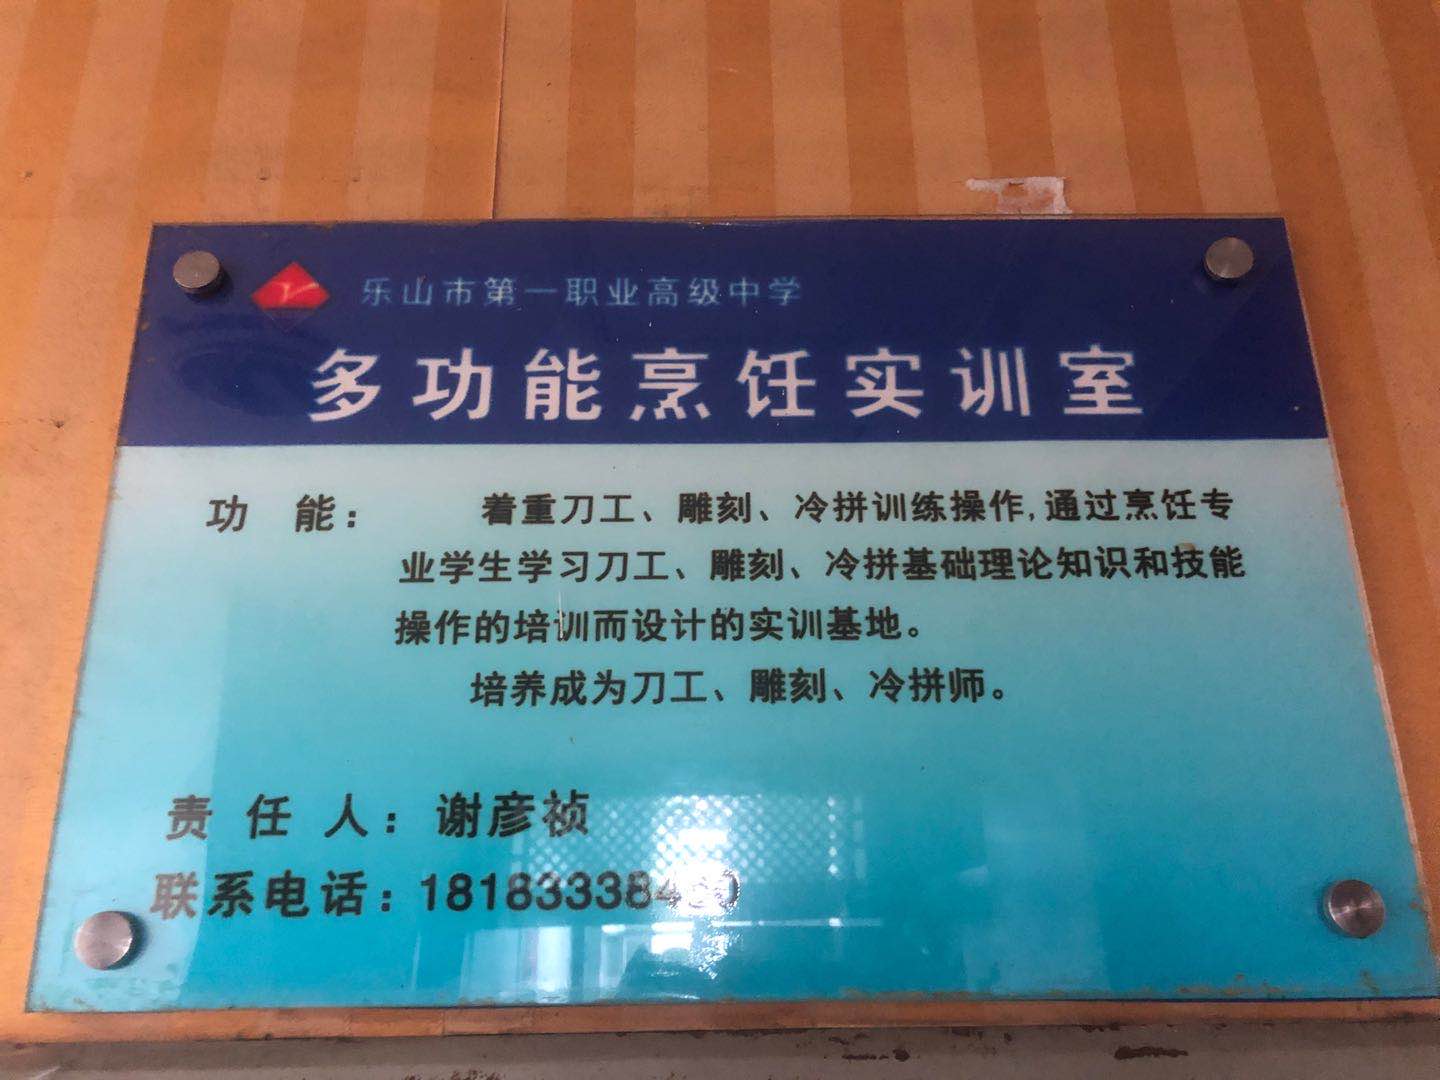 乐山市第一职业高级中学
多功能烹饪实训室
功 能： 着重刀工、雕刻、冷拼训练操作,通过烹饪专
业学生学习刀工、雕刻、冷拼基础理论知识和技能
操作的培训而设计的实训基地。
培养成为刀工、雕刻、冷拼师。
责 任 人：谢彦祯
联系电话：